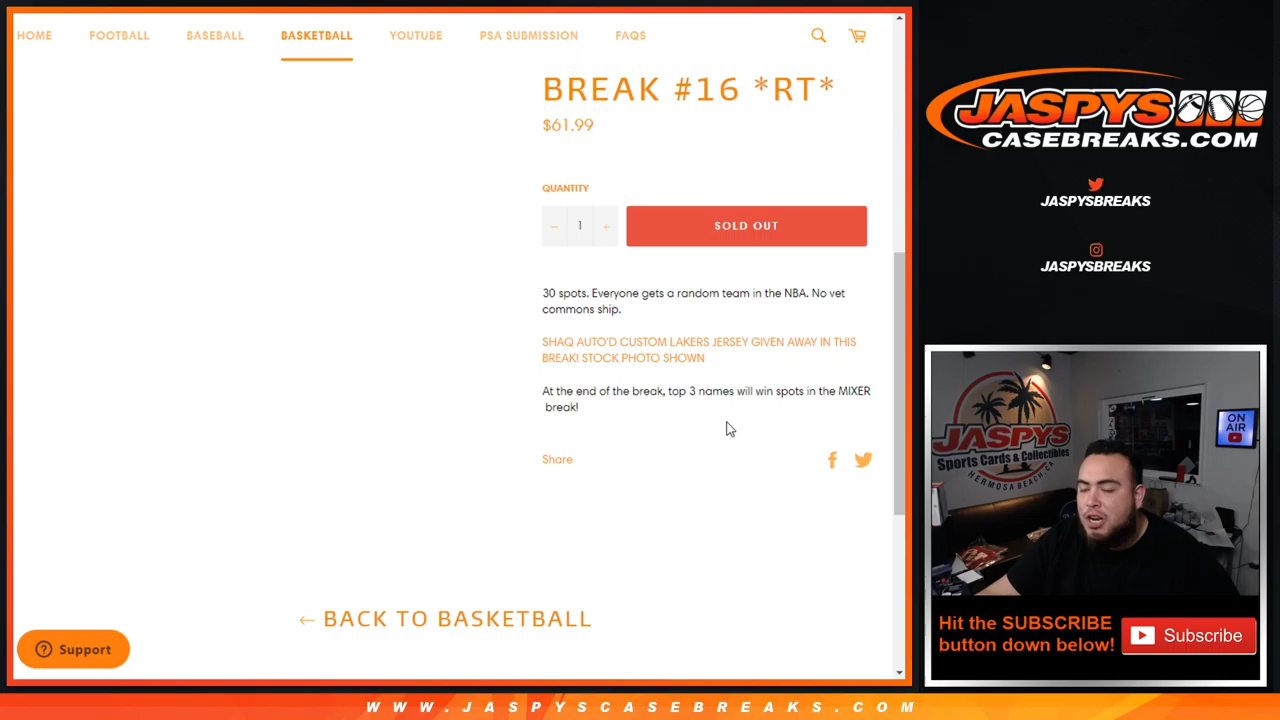 HOME FOOTBALL BASEBALL BASKETBALL YOUTUBE PSA SUBMISSION FAQS
BREAK #16 *RT*
$61.99
QUANTITY
− 1 + SOLD OUT
30 spots. Everyone gets a random team in the NBA. No vet
commons ship.
SHAQ AUTO'D CUSTOM LAKERS JERSEY GIVEN AWAY IN THIS
BREAK! STOCK PHOTO SHOWN
At the end of the break, top 3 names will win spots in the MIXER
break!
Share
← BACK TO BASKETBALL
Support
JASPYS
CASEBREAKS.COM
JASPYSBREAKS
JASPYSBREAKS
JASPYS
Sports Cards & Collectibles
HERMOSA BEACH, CA
ON
AIR
Hit the SUBSCRIBE
button down below!
Subscribe
WWW.JASPYSCASEBREAKS.COM